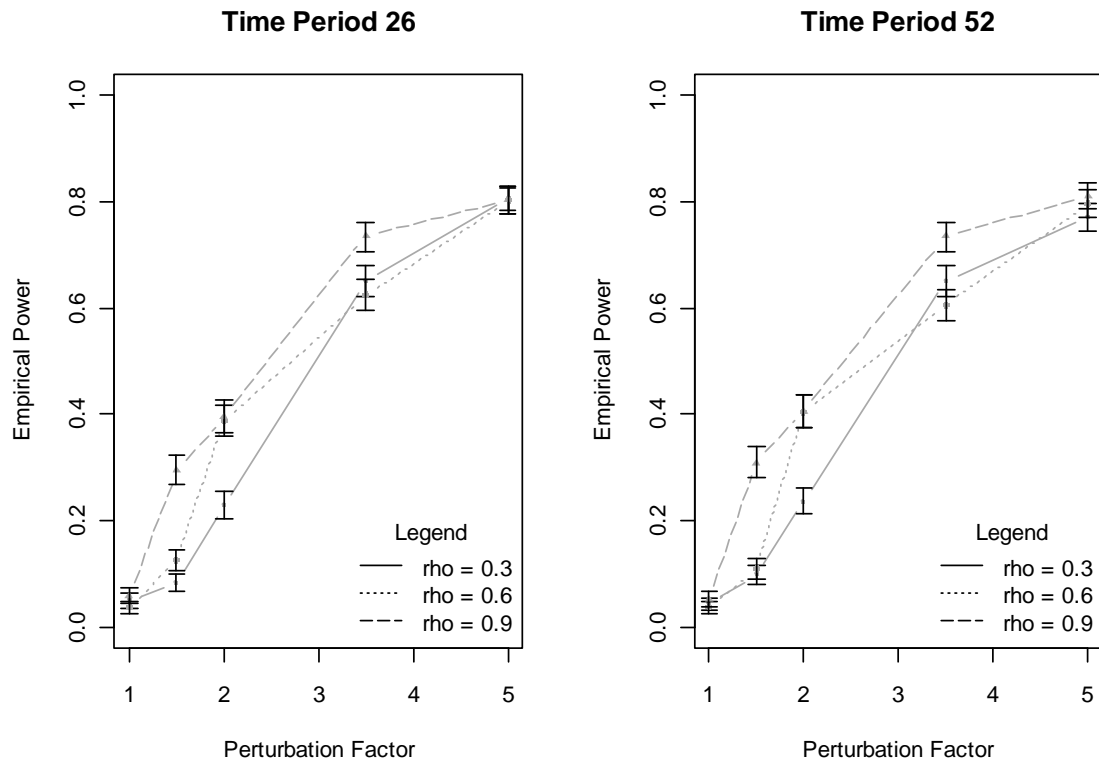 Time Period 26
1.0
0.8
0.6
0.4
0.2
0.0
Empirical Power
Legend
rho = 0.3
rho = 0.6
rho = 0.9
1 2 3 4 5
Perturbation Factor
Time Period 52
1.0
0.8
0.6
0.4
0.2
0.0
Empirical Power
Legend
rho = 0.3
rho = 0.6
rho = 0.9
1 2 3 4 5
Perturbation Factor